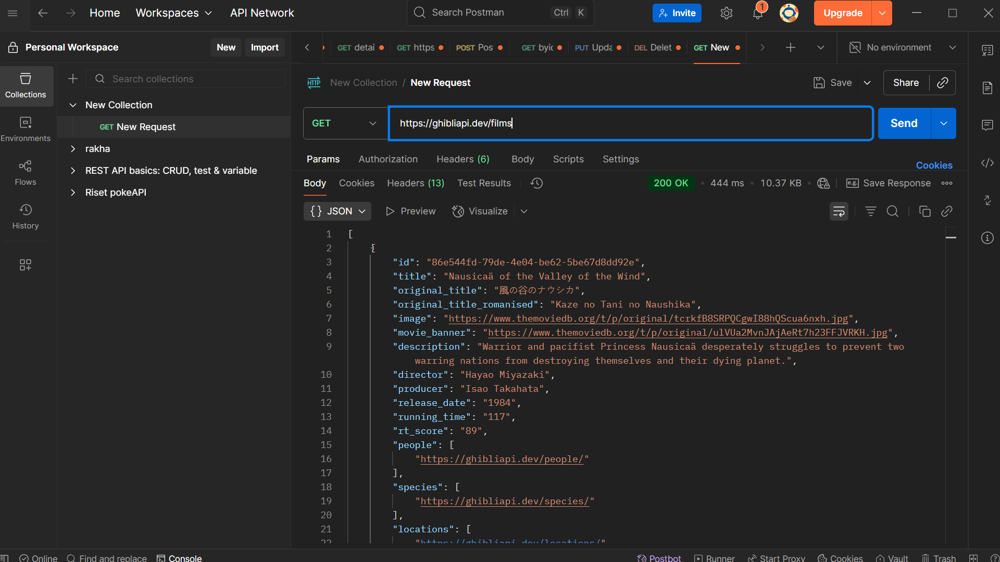 Home Workspaces API Network Search Postman Ctrl K Invite 1 Upgrade
Personal Workspace New Import GET detai GET https POST Pos GET byic PUT Upda DEL Delet GET New No environment
Collections
Environments
Flows
History
Search collections
New Collection
GET New Request
rakha
REST API basics: CRUD, test & variable
Riset pokeAPI
HTTP New Collection / New Request Save Share
GET https://ghibliapi.dev/films Send
Params Authorization Headers (6) Body Scripts Settings Cookies
Body Cookies Headers (13) Test Results 200 OK 444 ms 10.37 KB e.g. Save Response
{} JSON Preview Visualize
1 [
2 {
3 "id": "86e544fd-79de-4e04-be62-5be67d8dd92e",
4 "title": "Nausicaä of the Valley of the Wind",
5 "original_title": "風の谷のナウシカ",
6 "original_title_romanised": "Kaze no Tani no Naushika",
7 "image": "https://www.themoviedb.org/t/p/original/tcrkfB8SRPQCgwI88hQScua6nxh.jpg",
8 "movie_banner": "https://www.themoviedb.org/t/p/original/ulVUa2MvnJAjAeRt7h23FFJVRKH.jpg",
9 "description": "Warrior and pacifist Princess Nausicaä desperately struggles to prevent two
warring nations from destroying themselves and their dying planet.",
10 "director": "Hayao Miyazaki",
11 "producer": "Isao Takahata",
12 "release_date": "1984",
13 "running_time": "117",
14 "rt_score": "89",
15 "people": [
16 "https://ghibliapi.dev/people/"
17 ],
18 "species": [
19 "https://ghibliapi.dev/species/"
20 ],
21 "locations": [
22 "https://ghibliapi.dev/locations/"
Online Find and replace Console Postbot Runner Start Proxy Cookies Vault Trash